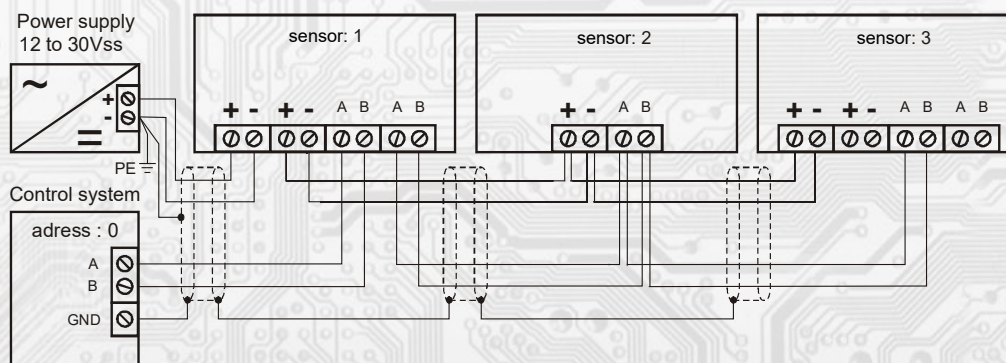 Power supply
12 to 30Vss
~
+
-
=
PE
Control system
adress : 0
A
B
GND
sensor: 1
+ - + - A B A B
sensor: 2
+ - A B
sensor: 3
+ - + - A B A B